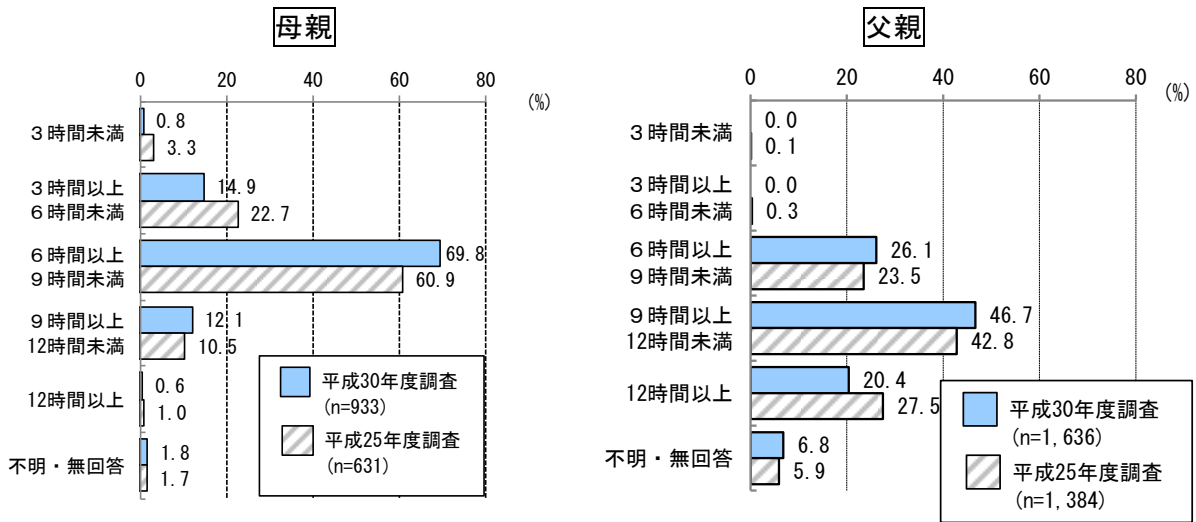 母親
0 20 40 60 80
(%)
３時間未満
0.8
3.3
３時間以上
６時間未満
14.9
22.7
６時間以上
９時間未満
69.8
60.9
９時間以上
12時間未満
12.1
10.5
12時間以上
0.6
1.0
不明・無回答
1.8
1.7
平成30年度調査
(n=933)
平成25年度調査
(n=631)
父親
0 20 40 60 80
(%)
３時間未満
0.0
0.1
３時間以上
６時間未満
0.0
0.3
６時間以上
９時間未満
26.1
23.5
９時間以上
12時間未満
46.7
42.8
12時間以上
20.4
27.5
不明・無回答
6.8
5.9
平成30年度調査
(n=1,636)
平成25年度調査
(n=1,384)